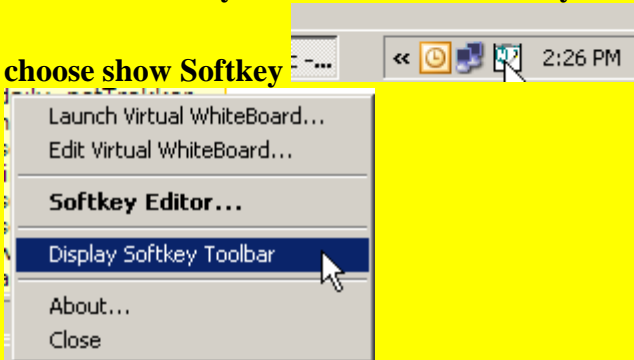 choose show Softkey
-...
« 2:26 PM
Launch Virtual WhiteBoard...
Edit Virtual WhiteBoard...
Softkey Editor...
Display Softkey Toolbar
About...
Close